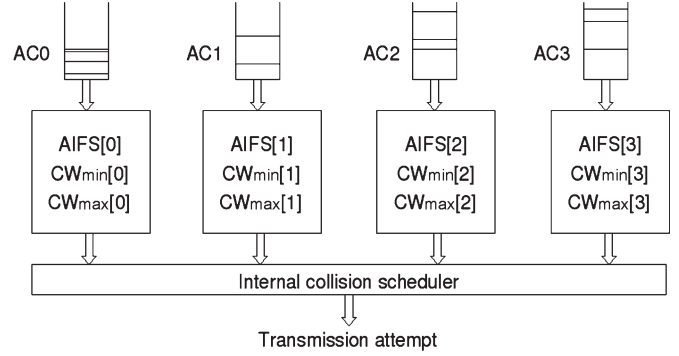 AC0 AC1 AC2 AC3
AIFS[0] AIFS[1] AIFS[2] AIFS[3]
CWmin[0] CWmin[1] CWmin[2] CWmin[3]
CWmax[0] CWmax[1] CWmax[2] CWmax[3]
Internal collision scheduler
Transmission attempt